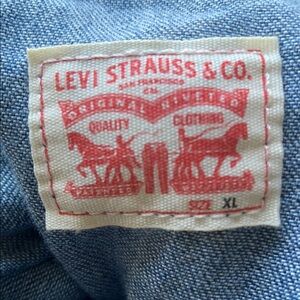 LEVI STRAUSS & CO.
SAN FRANCISCO
CAL
ORIGINAL RIVETED
QUALITY CLOTHING
SIZE XL